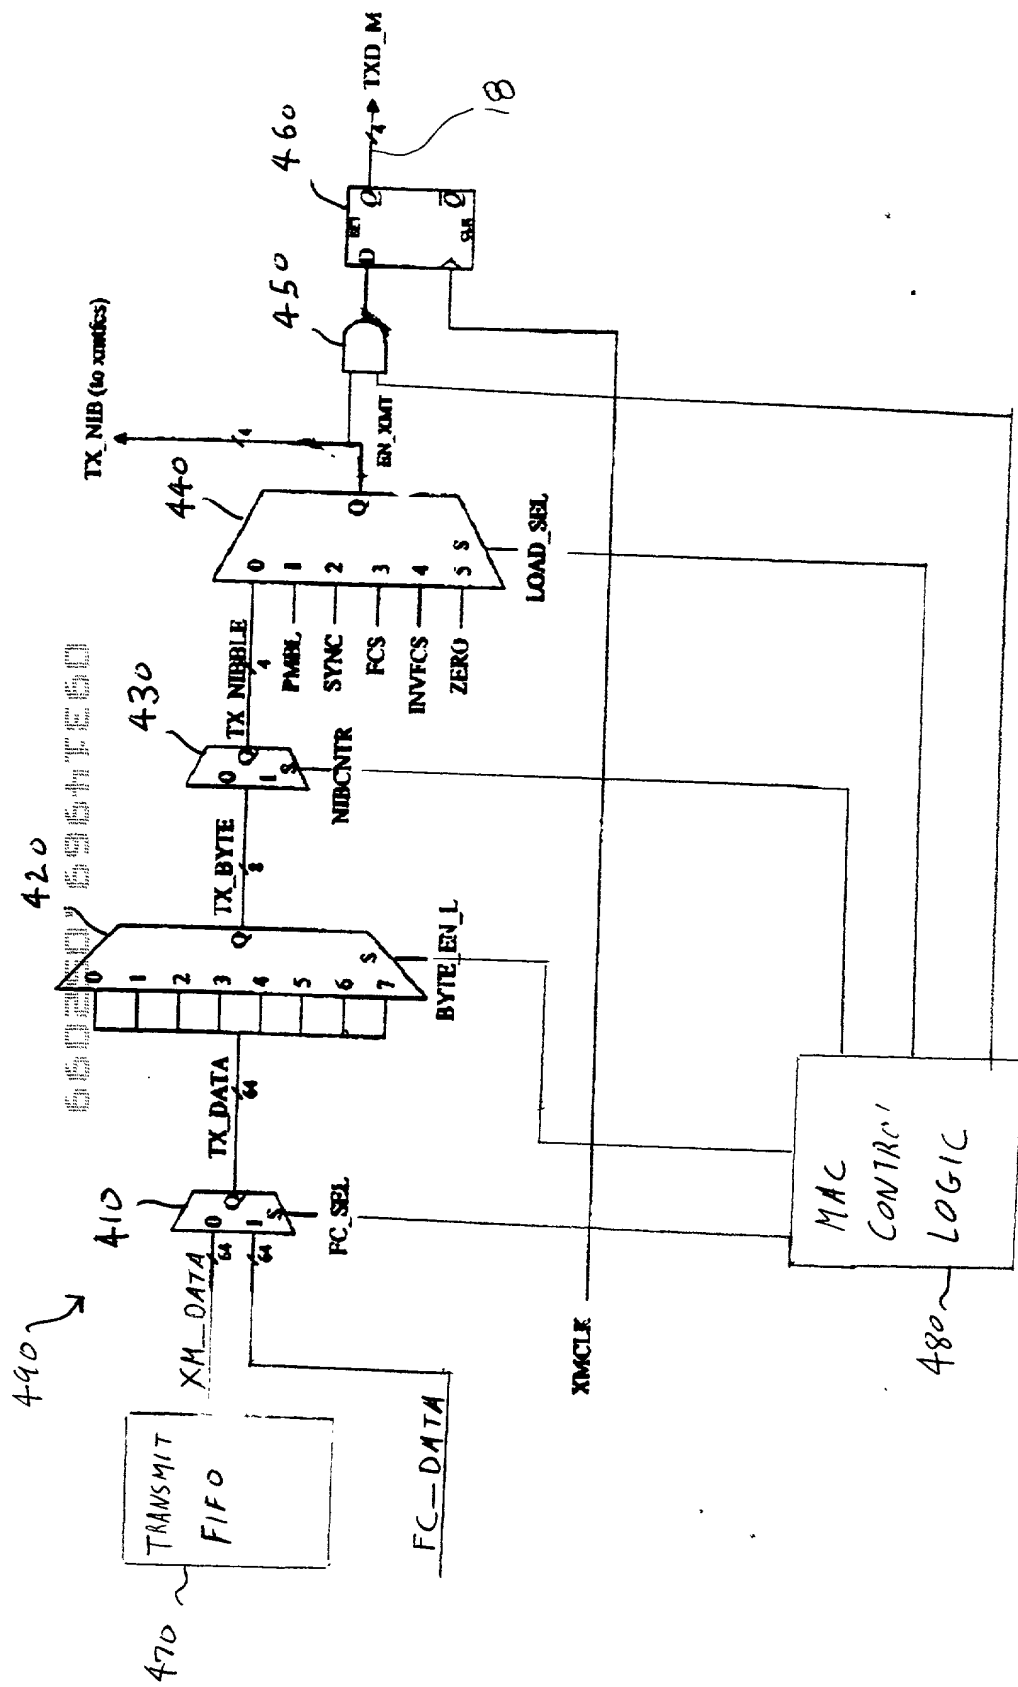 490
470
TRANSMIT
FIFO
XM_DATA
FC_DATA
64
64
410
0
1
Q
S
FC_SEL
TX_DATA
64
420
0
1
2
3
4
5
6
7
Q
S
BYTE_EN_L
TX_BYTE
8
430
0
1
Q
S
NIBCNTR
TX_NIBBLE
4
PMBL
SYNC
FCS
INVFCS
ZERO
440
0
1
2
3
4
5
Q
S
LOAD_SEL
TX_NIB (to xmitfcs)
4
EN_XMT
450
460
D
SET
Q
CLR
Q
4
TXD_M
18
XMCLK
480
MAC
CONTROL
LOGIC